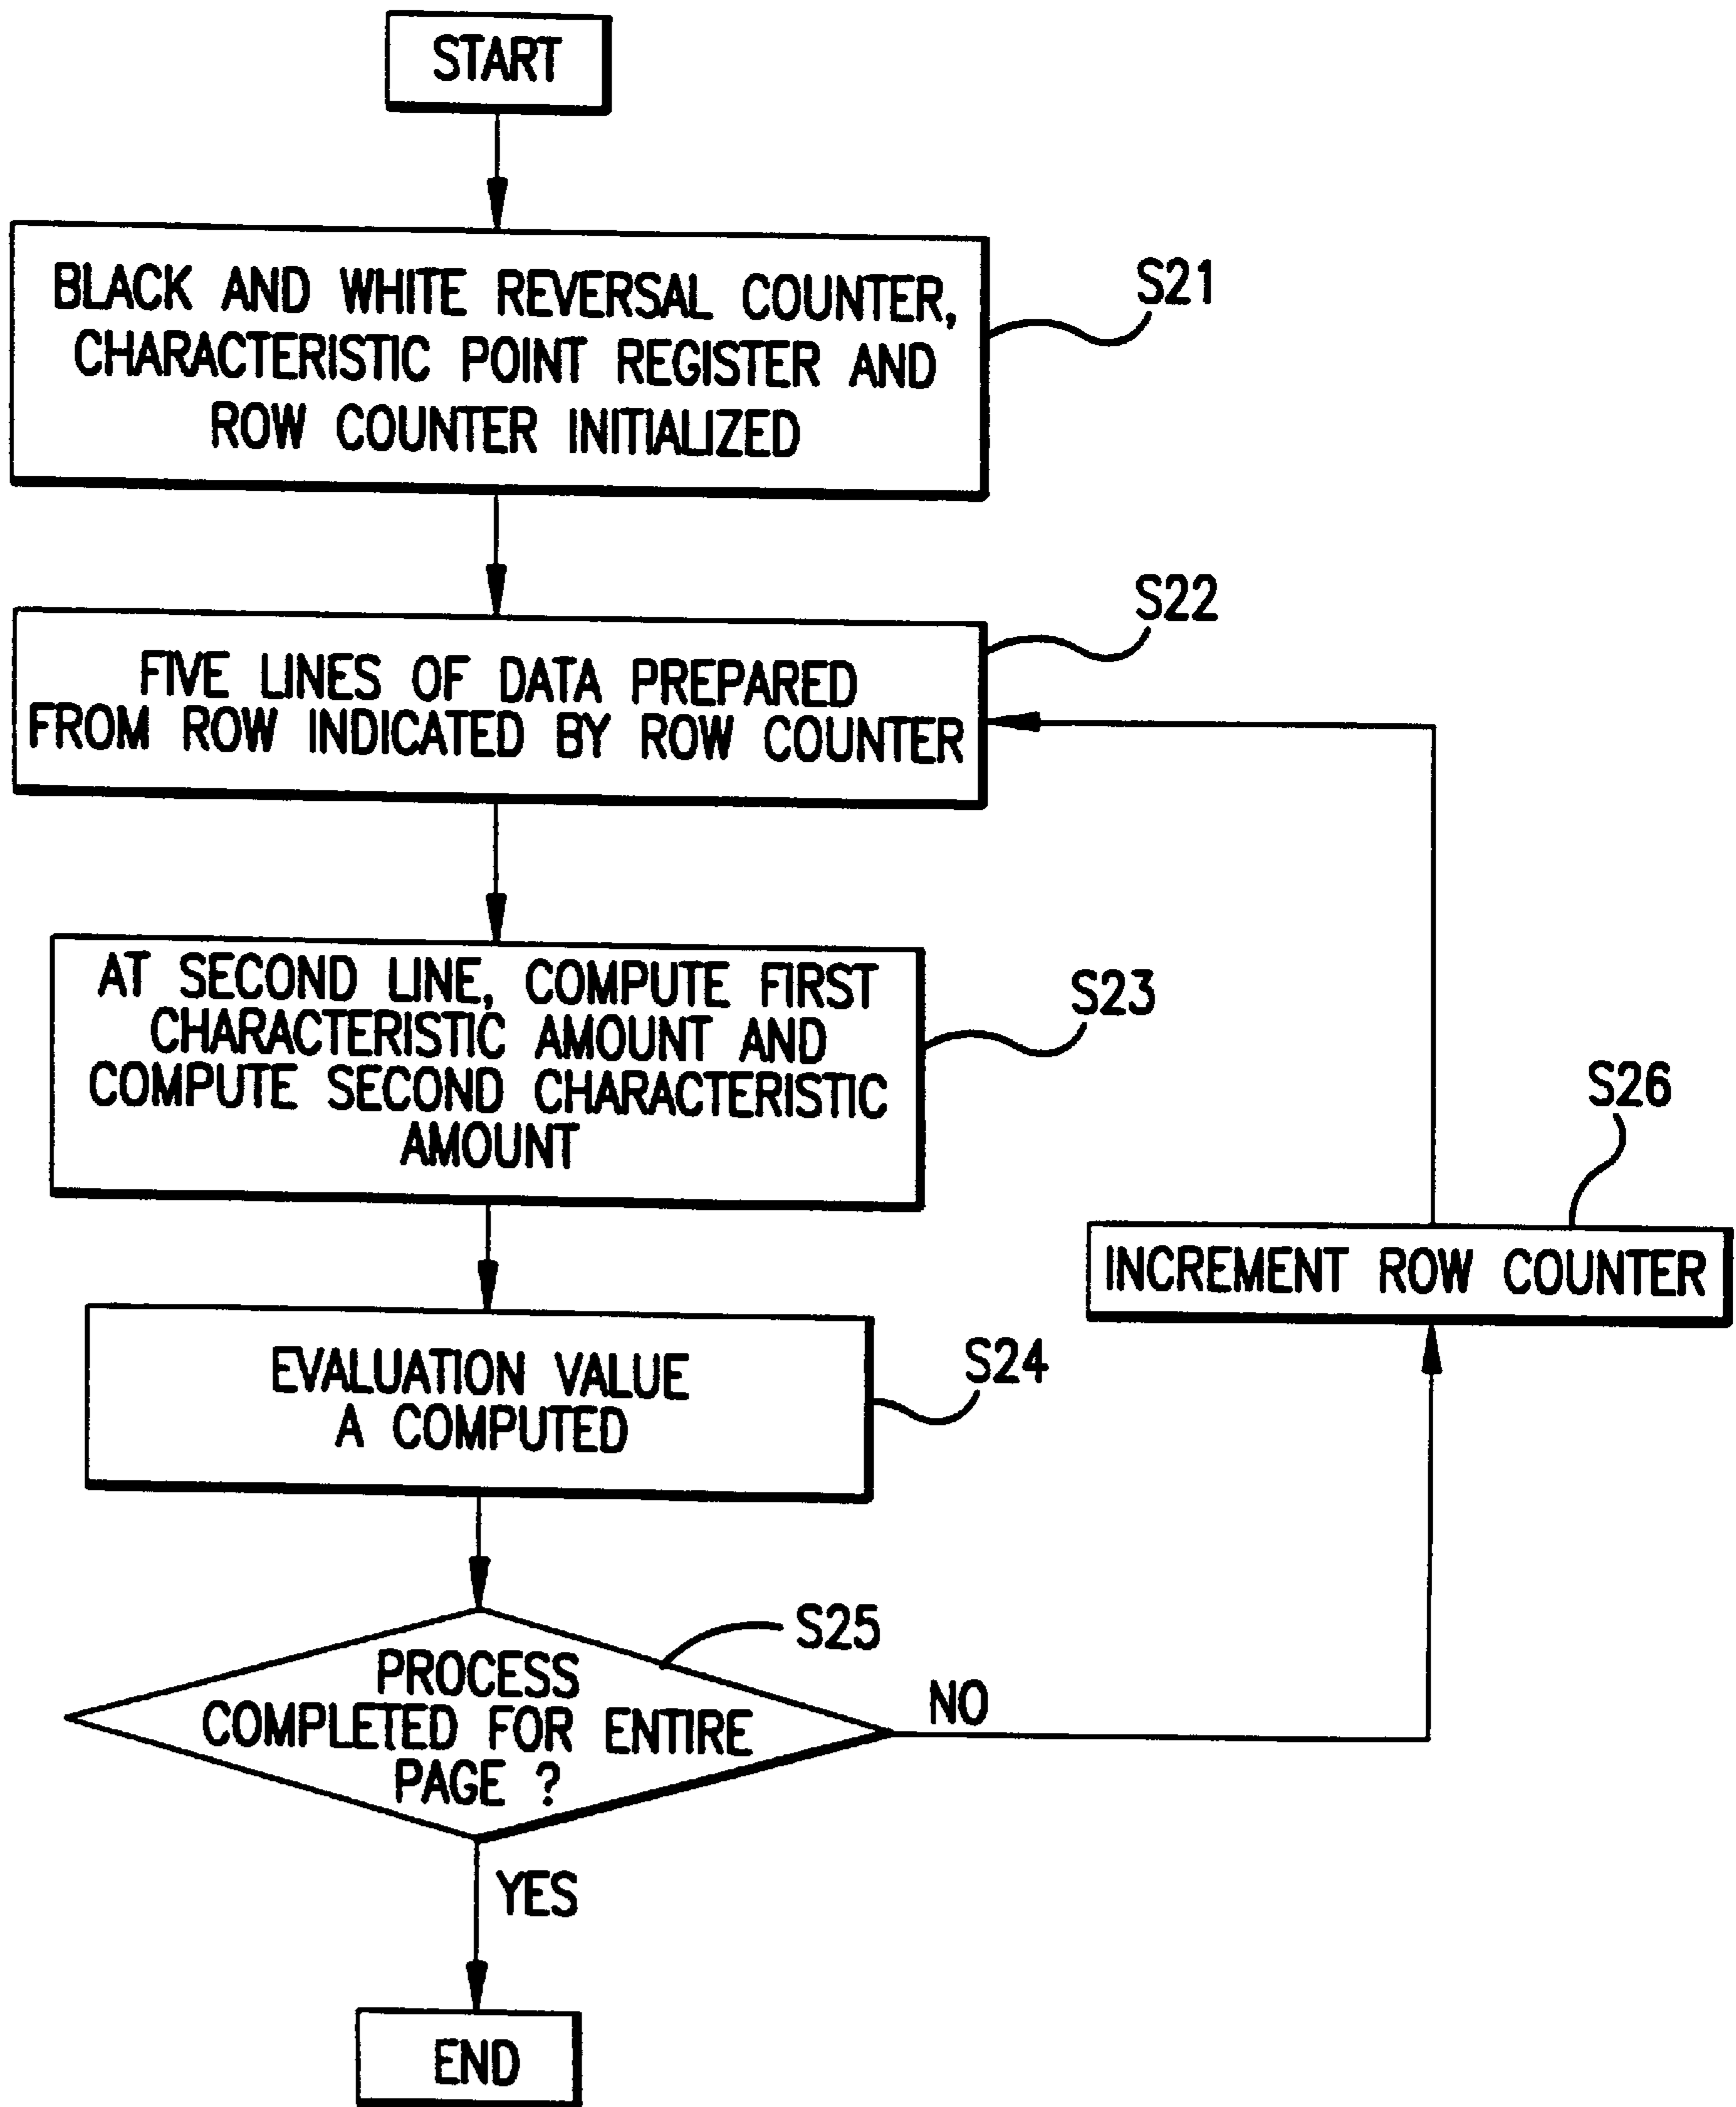 START
BLACK AND WHITE REVERSAL COUNTER,
CHARACTERISTIC POINT REGISTER AND
ROW COUNTER INITIALIZED
S21
FIVE LINES OF DATA PREPARED
FROM ROW INDICATED BY ROW COUNTER
S22
AT SECOND LINE, COMPUTE FIRST
CHARACTERISTIC AMOUNT AND
COMPUTE SECOND CHARACTERISTIC
AMOUNT
S23
EVALUATION VALUE
A COMPUTED
S24
PROCESS
COMPLETED FOR ENTIRE
PAGE ?
S25
NO
INCREMENT ROW COUNTER
S26
YES
END